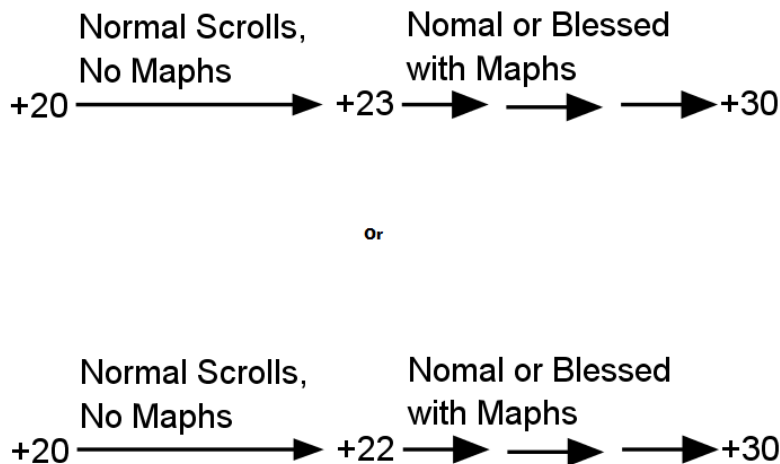 Normal Scrolls,
No Maphs
Nomal or Blessed
with Maphs
+20
+23
+30
Or
Normal Scrolls,
No Maphs
Nomal or Blessed
with Maphs
+20
+22
+30